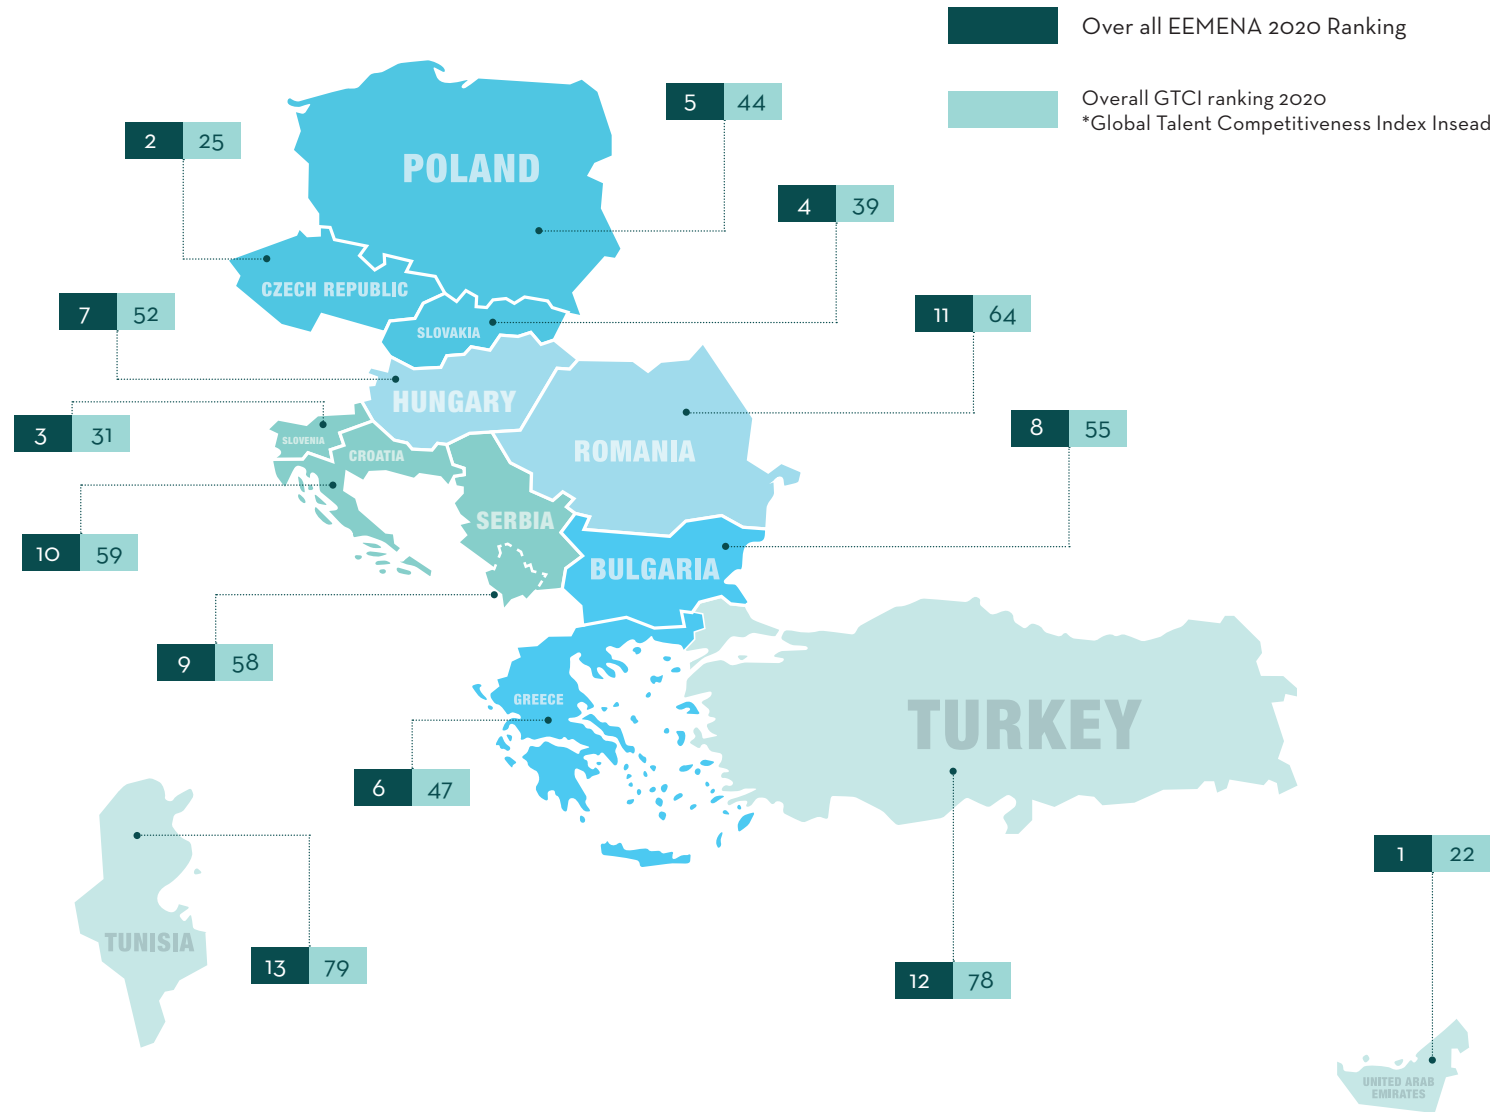 Over all EEMENA 2020 Ranking
Overall GTCI ranking 2020
*Global Talent Competitiveness Index Insead
5 44
2 25
POLAND
4 39
CZECH REPUBLIC
7 52
11 64
SLOVAKIA
HUNGARY
3 31
8 55
SLOVENIA
CROATIA
ROMANIA
SERBIA
10 59
BULGARIA
9 58
GREECE
TURKEY
6 47
1 22
TUNISIA
13 79
12 78
UNITED ARAB
EMIRATES